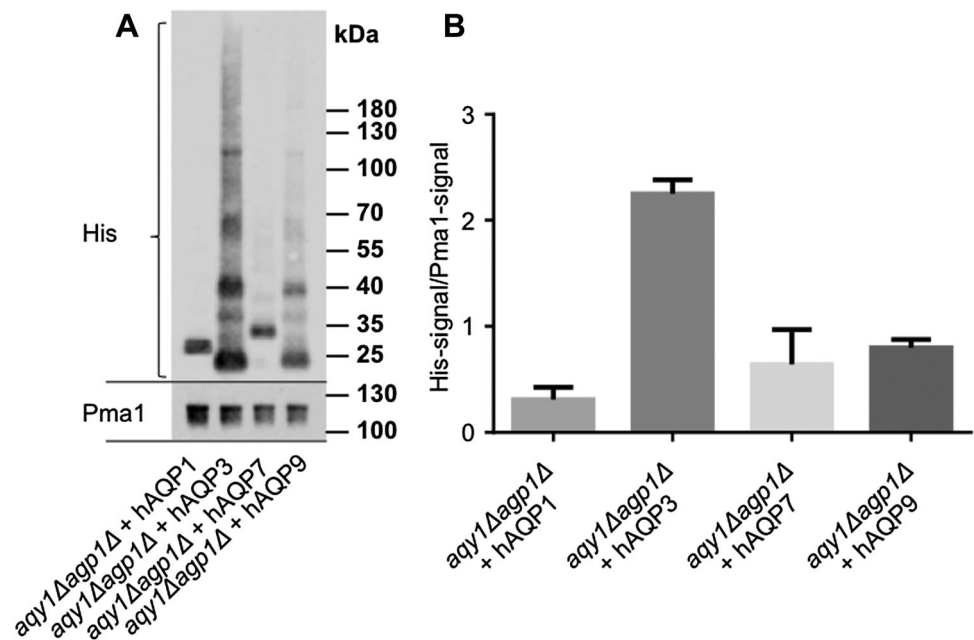 A
kDa
His
180
130
100
70
55
40
35
25
Pma1
130
100
aqy1Δagp1Δ + hAQP1
aqy1Δagp1Δ + hAQP3
aqy1Δagp1Δ + hAQP7
aqy1Δagp1Δ + hAQP9
B
His-signal/Pma1-signal
3
2
1
0
aqy1Δagp1Δ
+ hAQP1
aqy1Δagp1Δ
+ hAQP3
aqy1Δagp1Δ
+ hAQP7
aqy1Δagp1Δ
+ hAQP9